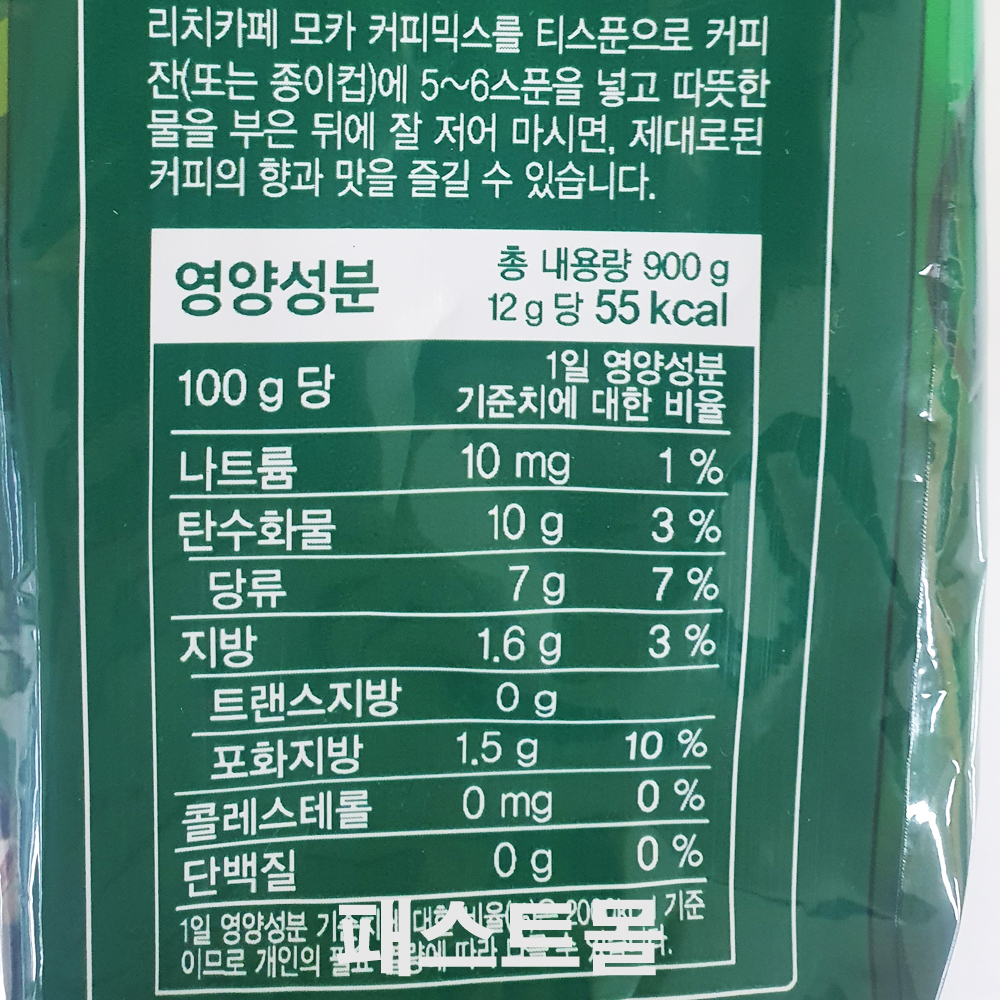 리치카페 모카 커피믹스를 티스푼으로 커피
잔(또는 종이컵)에 5~6스푼을 넣고 따뜻한
물을 부은 뒤에 잘 저어 마시면, 제대로된
커피의 향과 맛을 즐길 수 있습니다.
영양성분
총 내용량 900 g
12 g 당 55 kcal
100 g 당
1일 영양성분
기준치에 대한 비율
나트륨 10 mg 1 %
탄수화물 10 g 3 %
당류 7 g 7 %
지방 1.6 g 3 %
트랜스지방 0 g
포화지방 1.5 g 10 %
콜레스테롤 0 mg 0 %
단백질 0 g 0 %
1일 영양성분 기준
이므로 개인의 따라
패스트몸